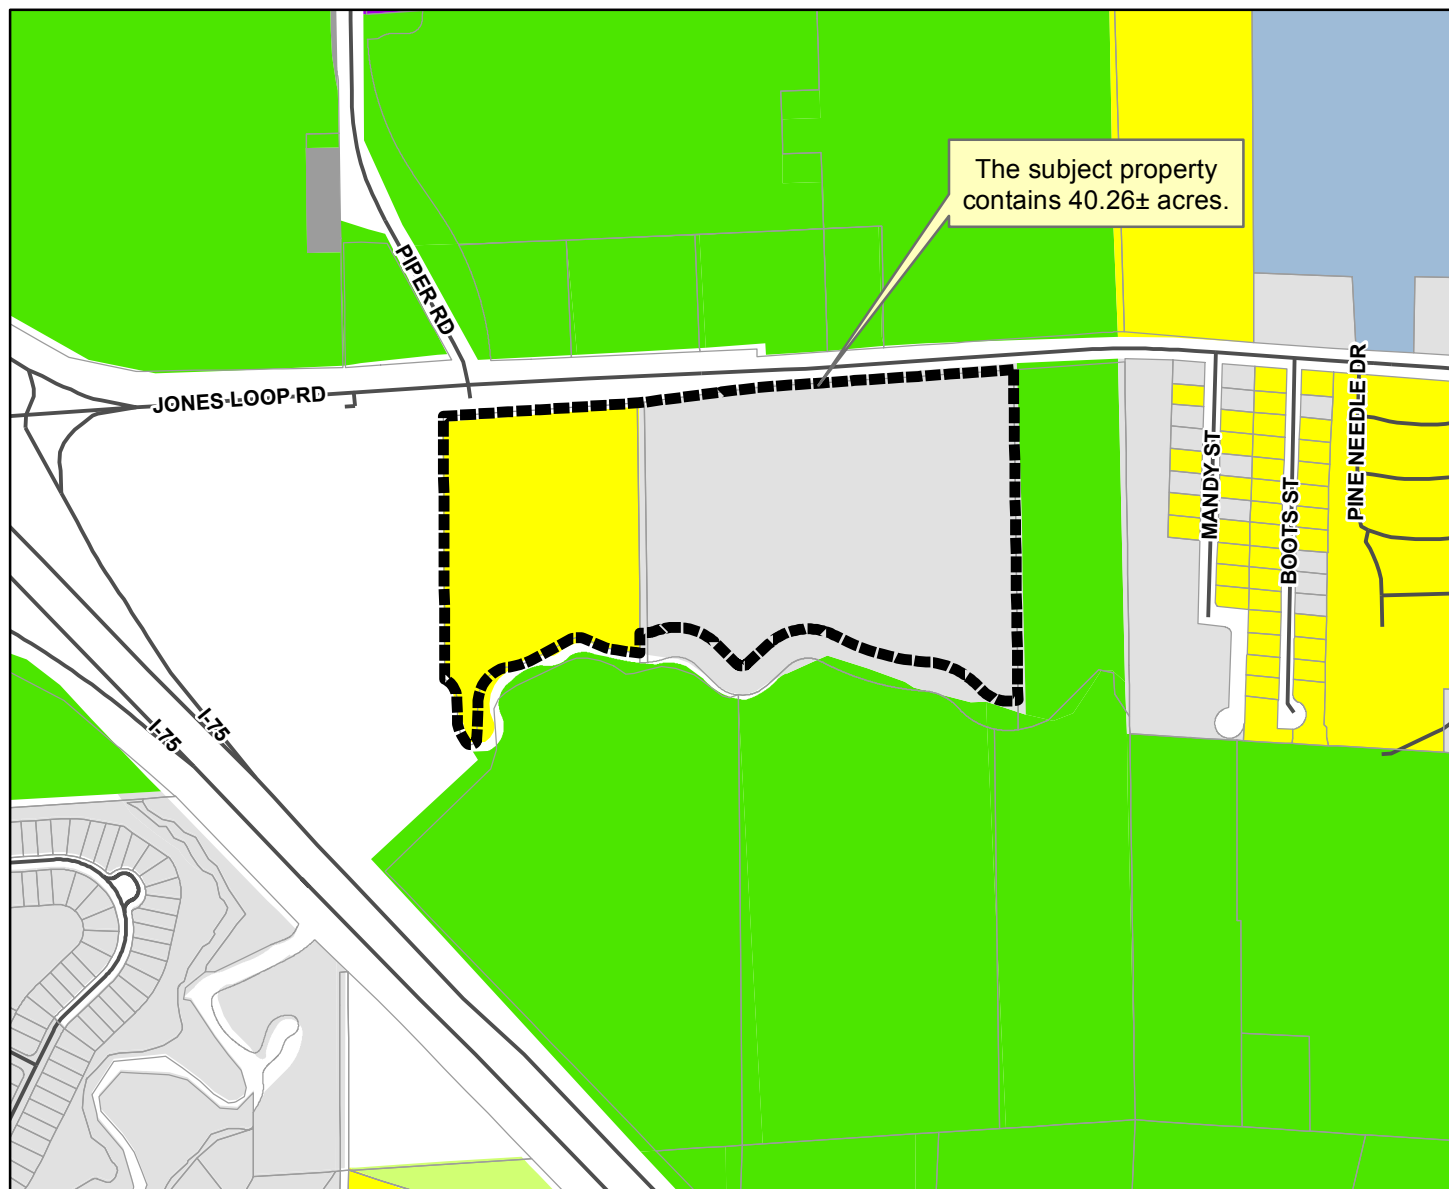 The subject property
contains 40.26± acres.
PIPER RD
JONES LOOP RD
PINE NEEDLE DR
MANDY ST
BOOTS ST
I-75
I-75